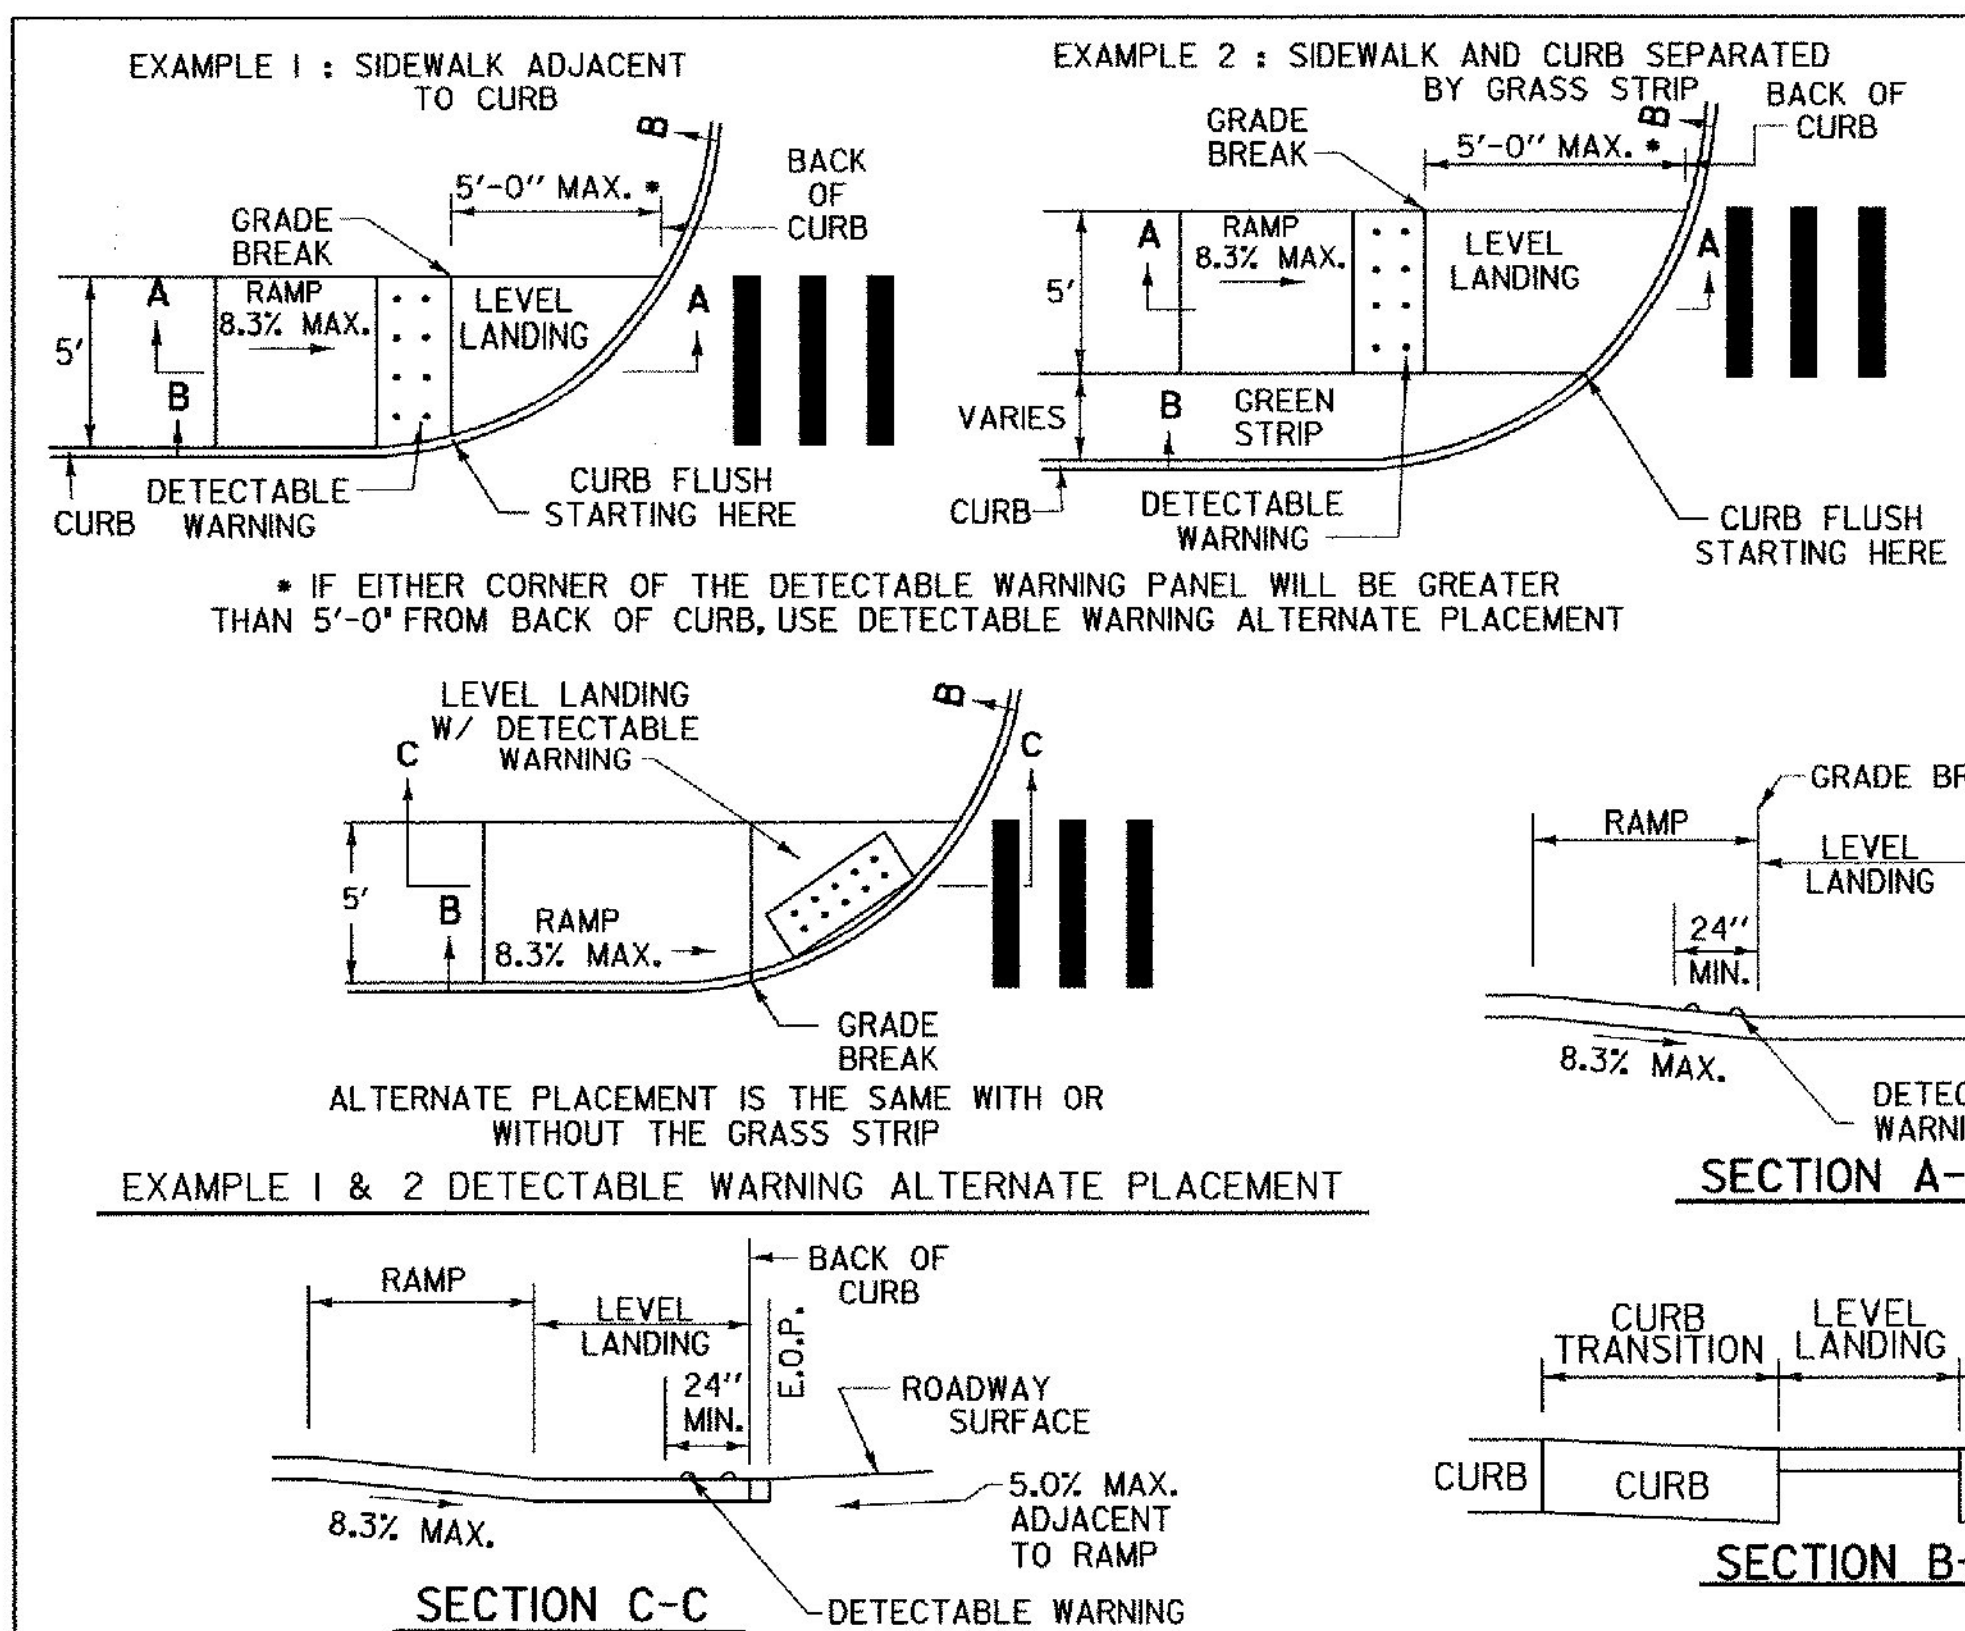 EXAMPLE 1 : SIDEWALK ADJACENT
TO CURB
B
BACK
OF
CURB
5'-0" MAX. *
GRADE
BREAK
A
RAMP
8.3% MAX.
LEVEL
LANDING
A
5'
B
CURB
DETECTABLE
WARNING
CURB FLUSH
STARTING HERE
EXAMPLE 2 : SIDEWALK AND CURB SEPARATED
BY GRASS STRIP
BACK OF
CURB
B
GRADE
BREAK
5'-0" MAX. *
A
RAMP
8.3% MAX.
LEVEL
LANDING
A
5'
VARIES
B
GREEN
STRIP
CURB
DETECTABLE
WARNING
CURB FLUSH
STARTING HERE
* IF EITHER CORNER OF THE DETECTABLE WARNING PANEL WILL BE GREATER
THAN 5'-0" FROM BACK OF CURB, USE DETECTABLE WARNING ALTERNATE PLACEMENT
LEVEL LANDING
W/ DETECTABLE
WARNING
B
C
C
5'
B
RAMP
8.3% MAX.
GRADE
BREAK
ALTERNATE PLACEMENT IS THE SAME WITH OR
WITHOUT THE GRASS STRIP
EXAMPLE 1 & 2 DETECTABLE WARNING ALTERNATE PLACEMENT
GRADE
RAMP
LEVEL
LANDING
24"
MIN.
8.3% MAX.
SECTION A-
BACK OF
CURB
RAMP
LEVEL
LANDING
E.O.P.
24"
MIN.
ROADWAY
SURFACE
8.3% MAX.
5.0% MAX.
ADJACENT
TO RAMP
DETECTABLE WARNING
SECTION C-C
CURB
TRANSITION
LEVEL
LANDING
CURB
CURB
SECTION B-